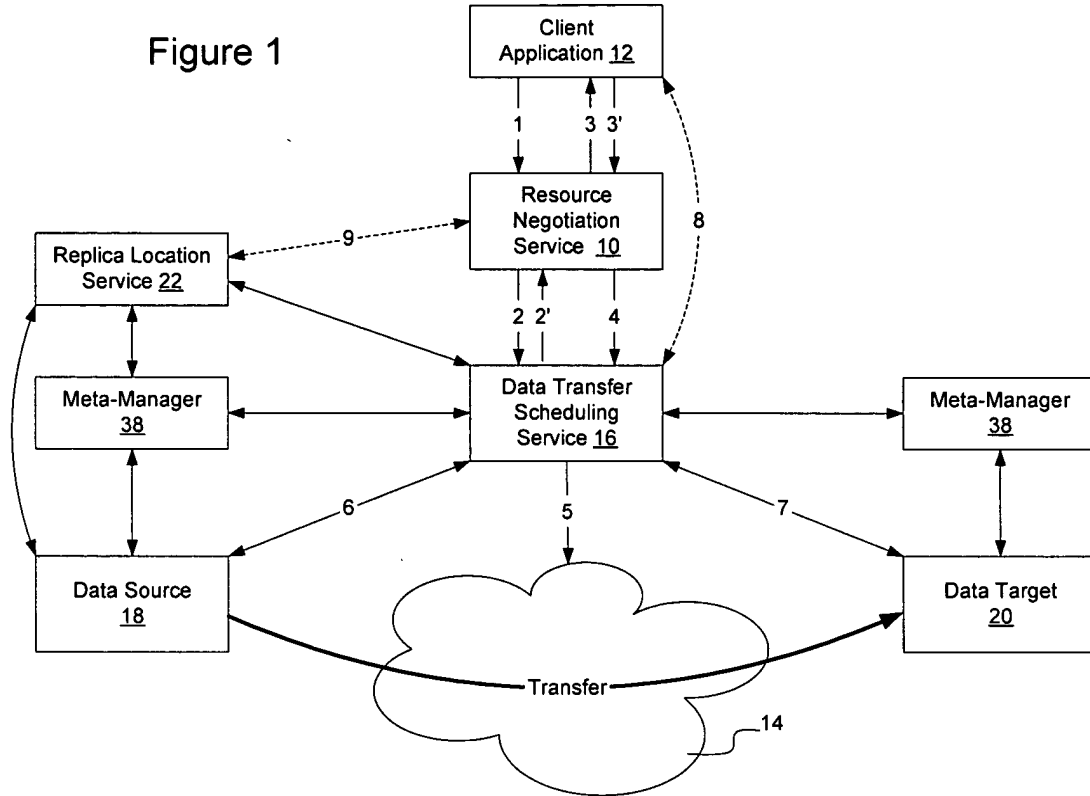 Figure 1
Client
Application 12
1
3
3'
Resource
Negotiation
Service 10
8
9
Replica Location
Service 22
2
2'
4
Meta-Manager
38
Data Transfer
Scheduling
Service 16
Meta-Manager
38
6
5
7
Data Source
18
Data Target
20
Transfer
14